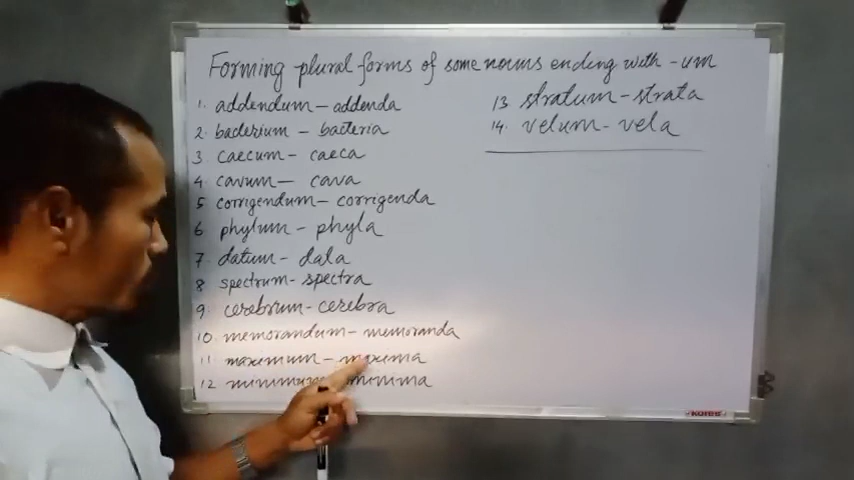 Forming plural forms of some nouns ending with -um
1. addendum - addenda
2. bacterium - bacteria
3 caecum - caeca
4 cavum - cava
5 corrigendum - corrigenda
6 phylum - phyla
7 datum - data
8 spectrum - spectra
9. cerebrum - cerebra
10 memorandum - memoranda
11 maximum - maxima
12 minimum minima
13 stratum - strata
14. velum - vela